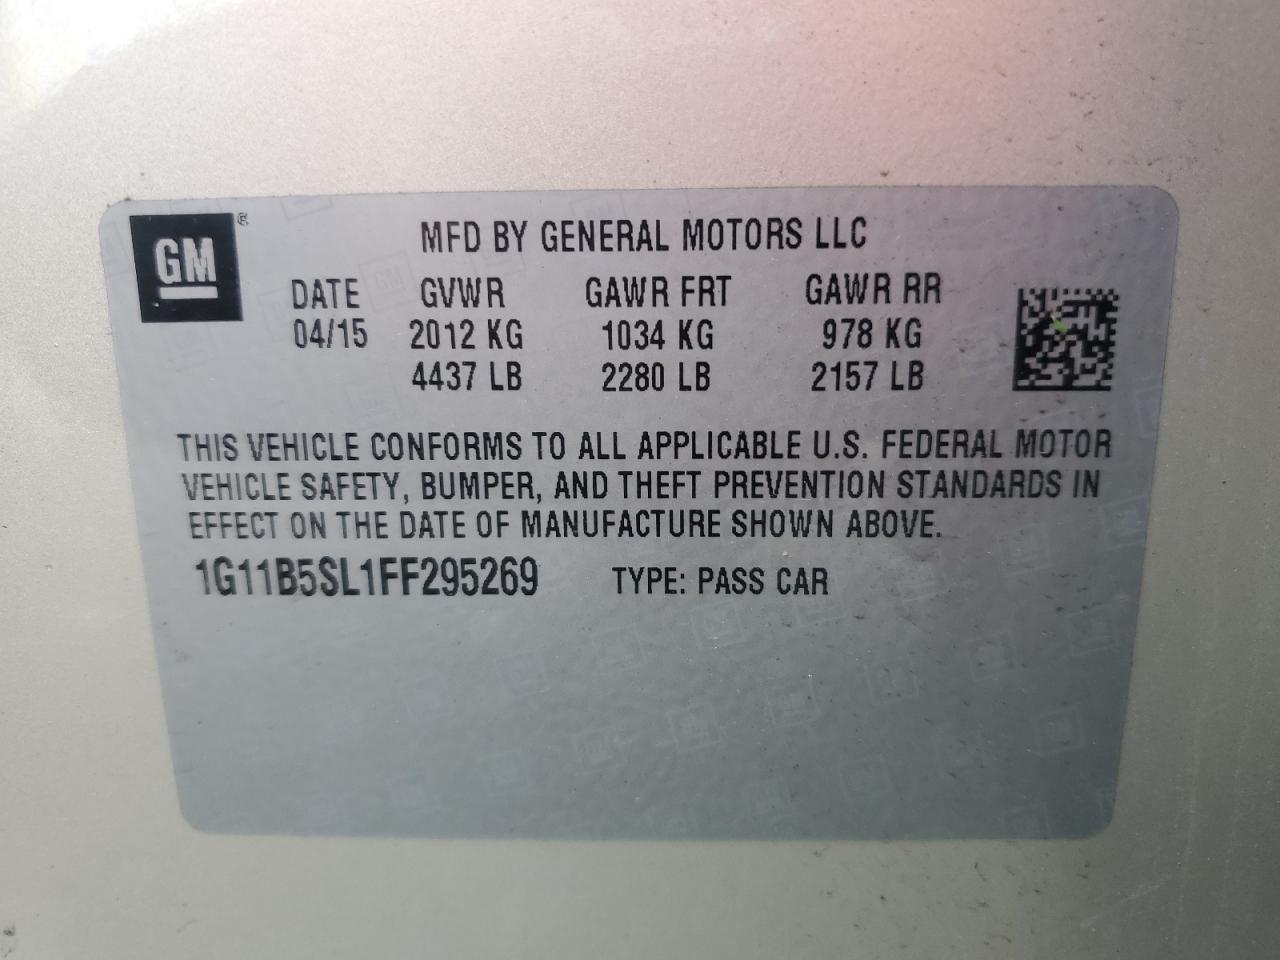 GM ®
MFD BY GENERAL MOTORS LLC
DATE GVWR GAWR FRT GAWR RR
04/15 2012 KG 1034 KG 978 KG
4437 LB 2280 LB 2157 LB
THIS VEHICLE CONFORMS TO ALL APPLICABLE U.S. FEDERAL MOTOR
VEHICLE SAFETY, BUMPER, AND THEFT PREVENTION STANDARDS IN
EFFECT ON THE DATE OF MANUFACTURE SHOWN ABOVE.
1G11B5SL1FF295269 TYPE: PASS CAR